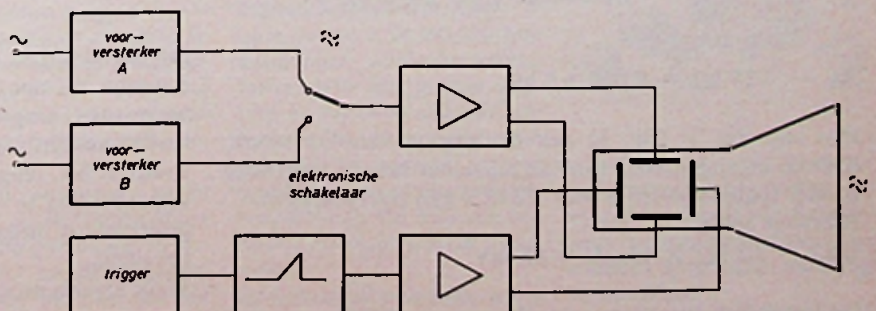 voor-
versterker
A
voor-
versterker
B
elektronische
schakelaar
trigger